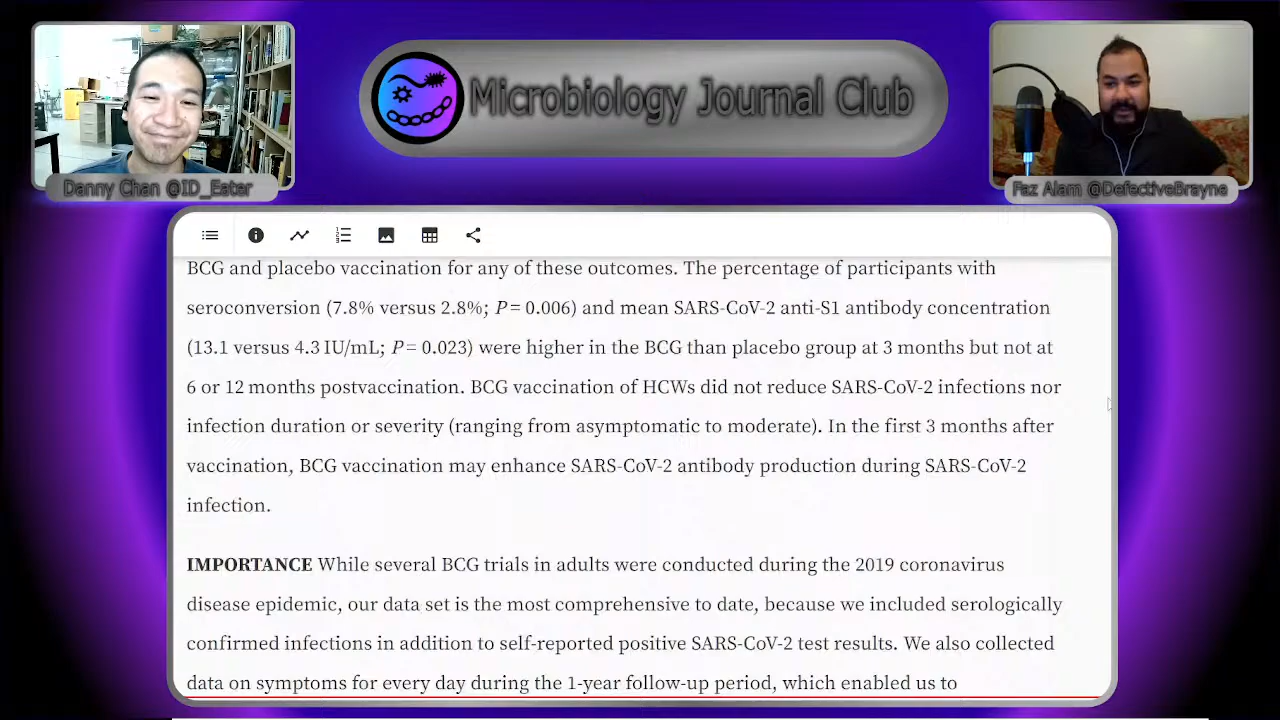 Microbiology Journal Club
Danny Chan @ID_Eater
Faz Alam @DefectiveBrayne
BCG and placebo vaccination for any of these outcomes. The percentage of participants with
seroconversion (7.8% versus 2.8%; P = 0.006) and mean SARS-CoV-2 anti-S1 antibody concentration
(13.1 versus 4.3 IU/mL; P = 0.023) were higher in the BCG than placebo group at 3 months but not at
6 or 12 months postvaccination. BCG vaccination of HCWs did not reduce SARS-CoV-2 infections nor
infection duration or severity (ranging from asymptomatic to moderate). In the first 3 months after
vaccination, BCG vaccination may enhance SARS-CoV-2 antibody production during SARS-CoV-2
infection.
IMPORTANCE While several BCG trials in adults were conducted during the 2019 coronavirus
disease epidemic, our data set is the most comprehensive to date, because we included serologically
confirmed infections in addition to self-reported positive SARS-CoV-2 test results. We also collected
data on symptoms for every day during the 1-year follow-up period, which enabled us to